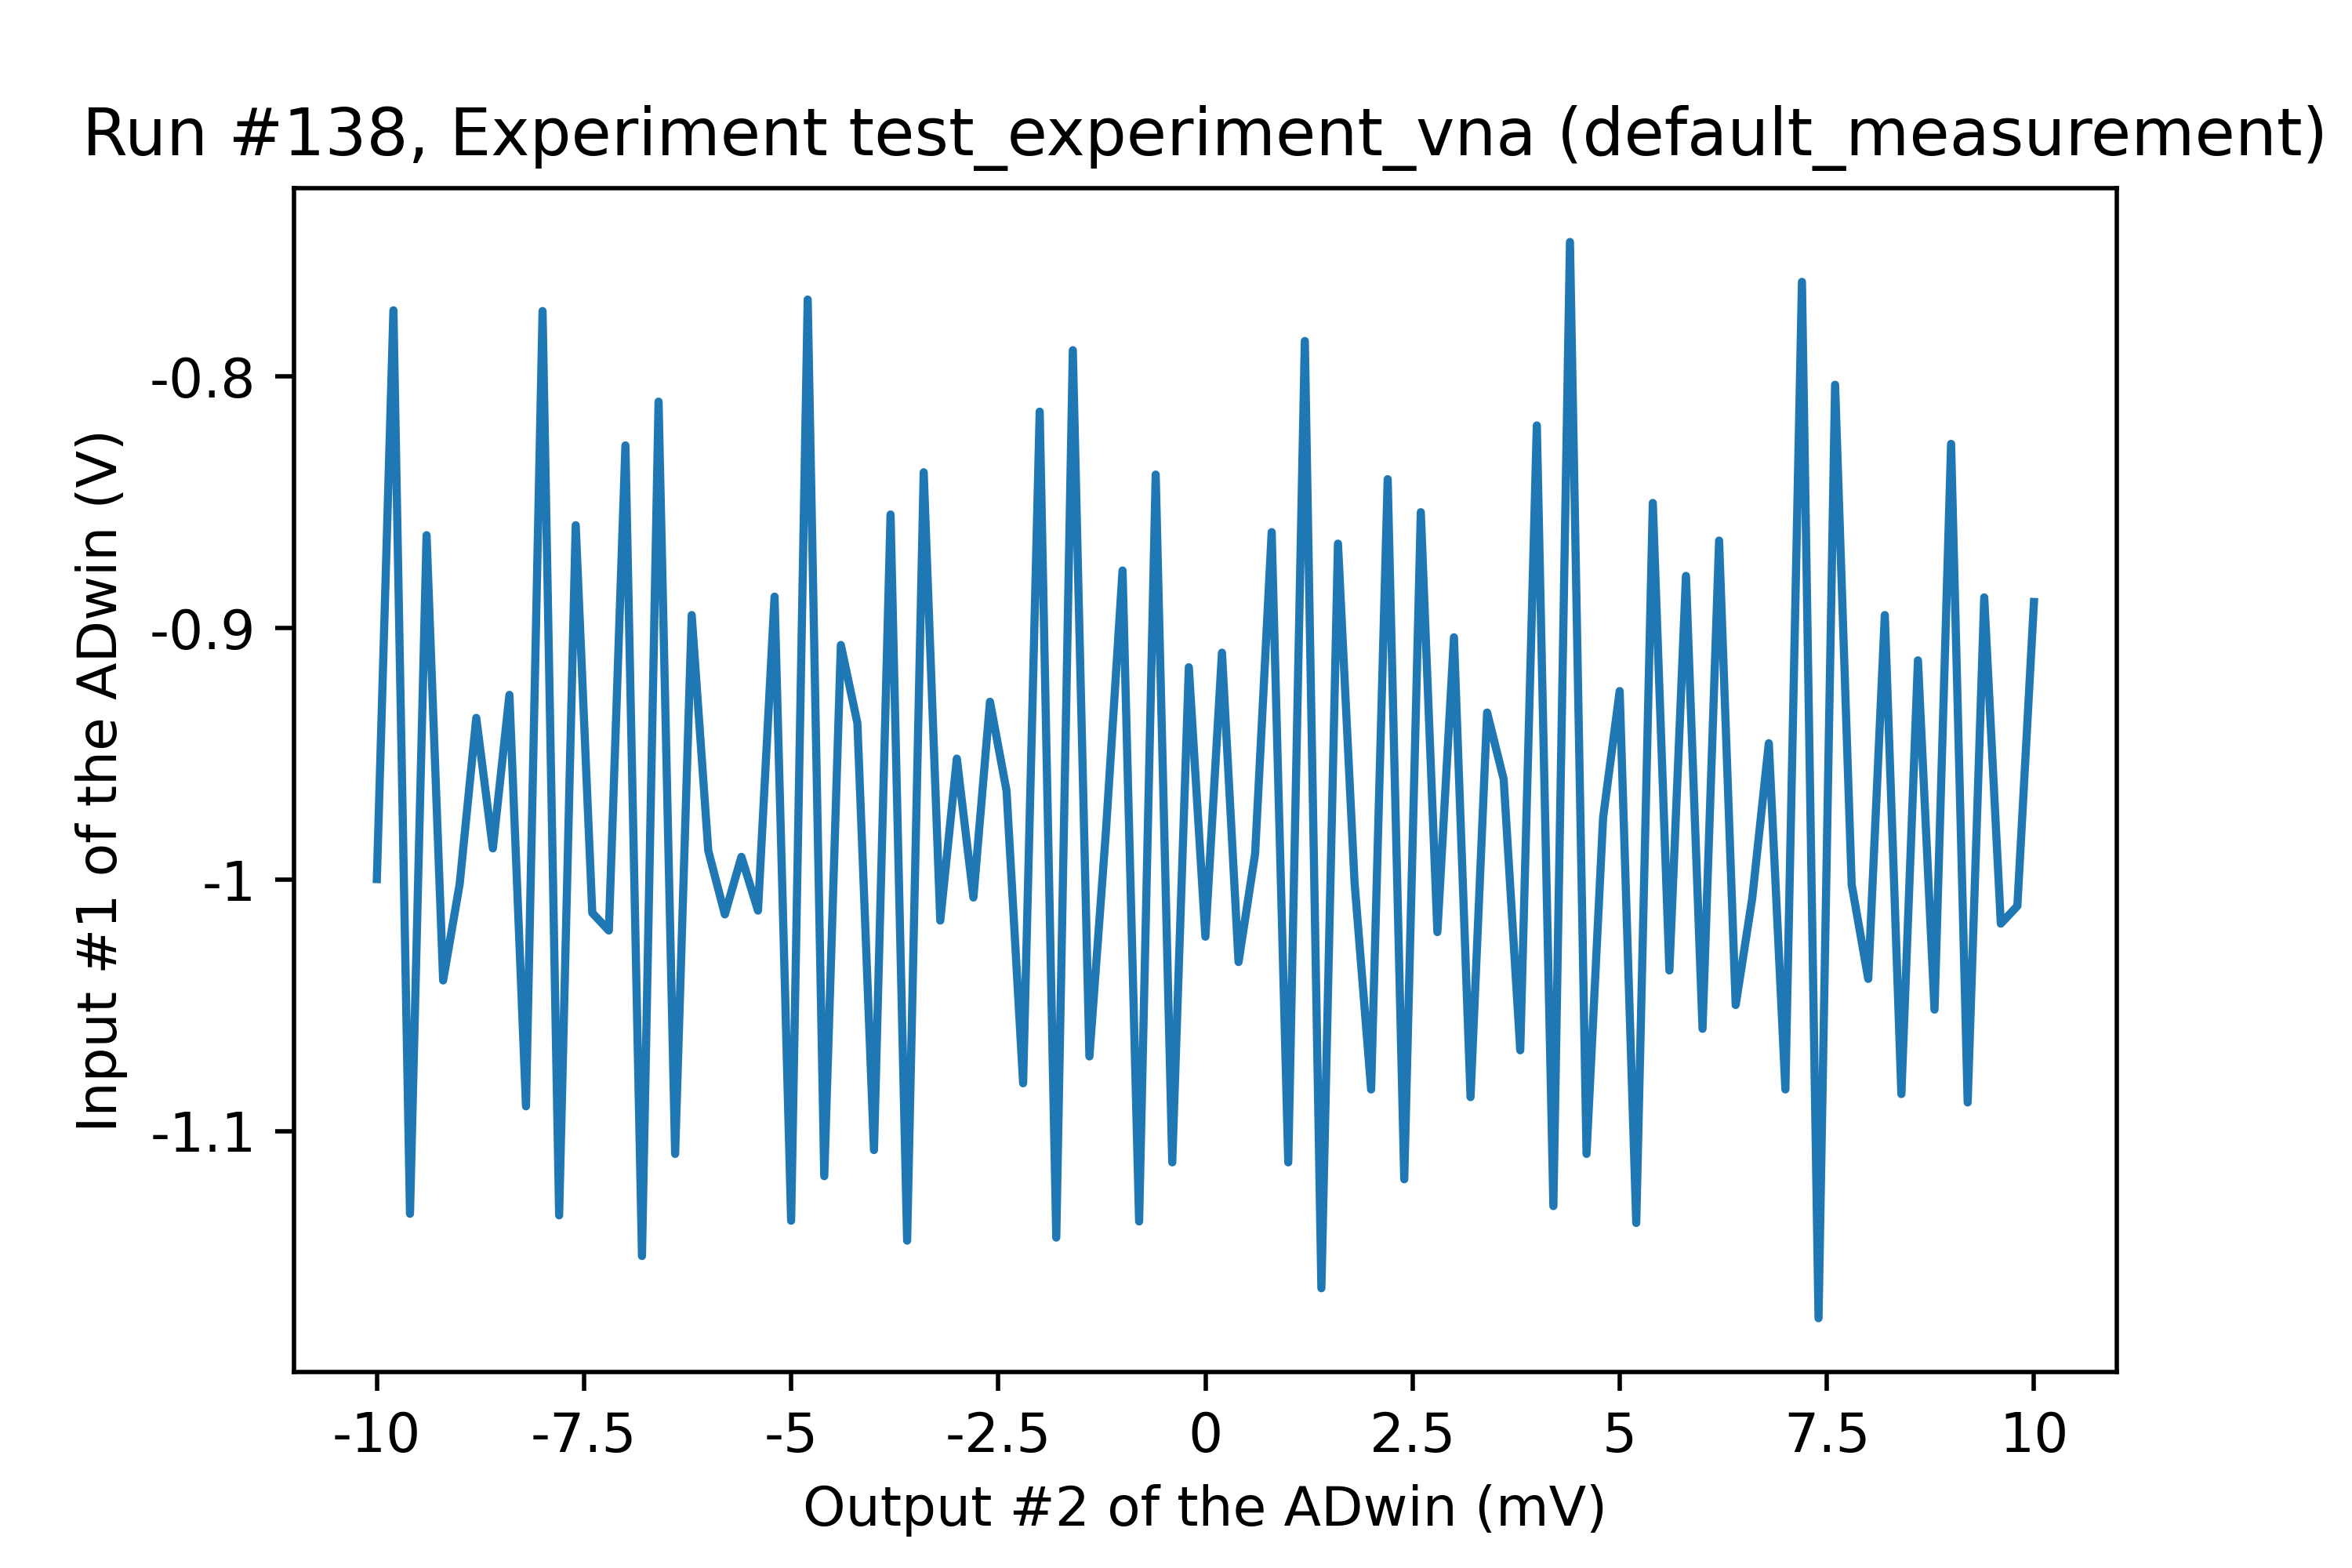 Run #138, Experiment test_experiment_vna (default_measurement)
Input #1 of the ADwin (V)
-0.8
-0.9
-1
-1.1
-10 -7.5 -5 -2.5 0 2.5 5 7.5 10
Output #2 of the ADwin (mV)